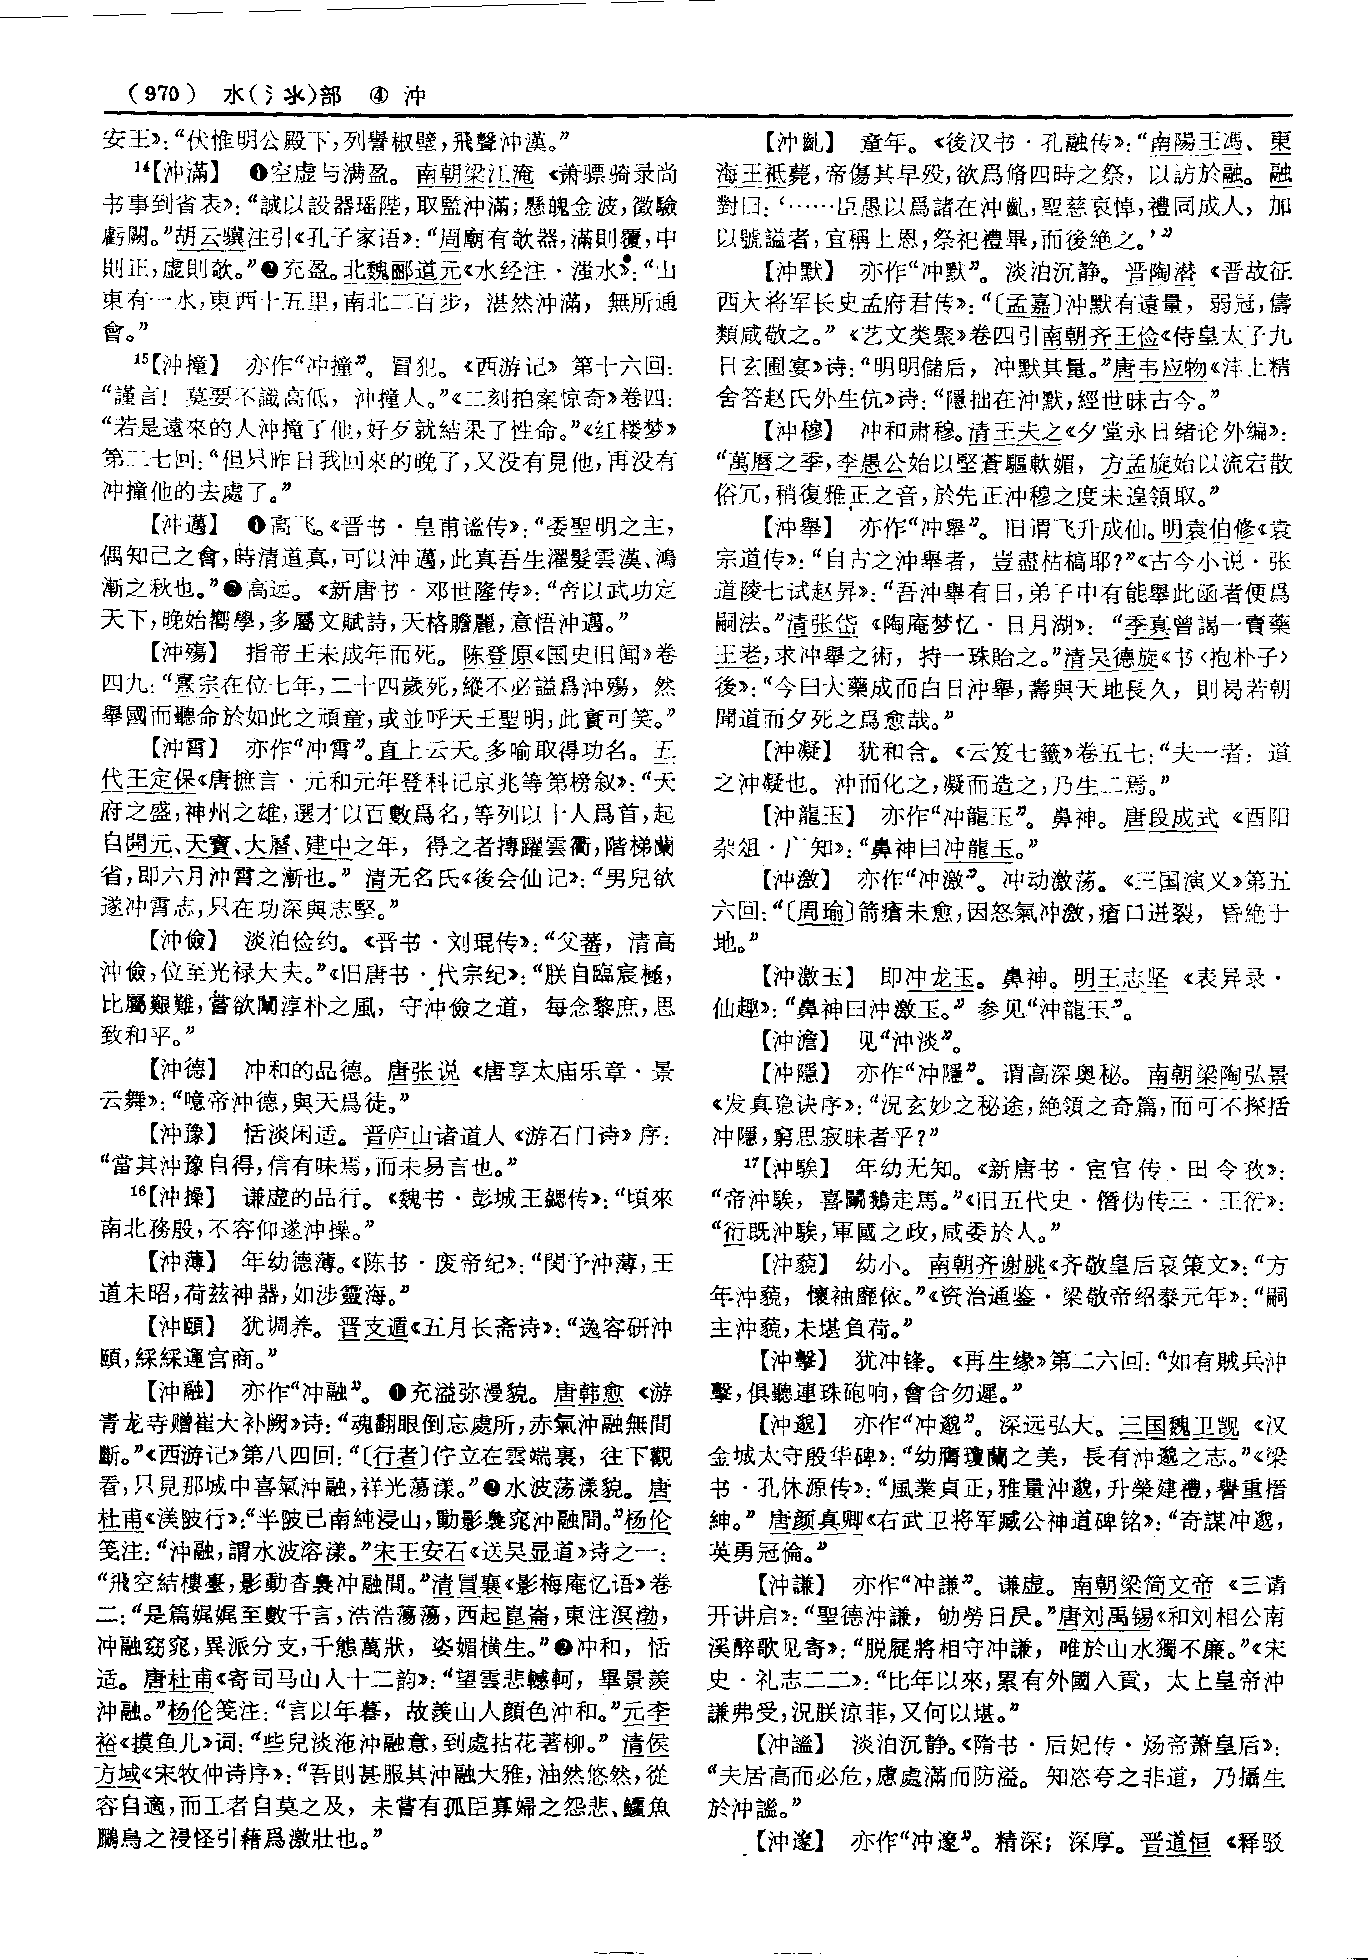 （970） 水（氵氺）部 ④ 沖
安王》：“伏惟明公殿下，列譽椒壁，飛聲沖漢。”
14【沖滿】 ❶空虚与满盈。南朝梁江淹《萧骠骑录尚
书事到省表》：“誠以設器瑶陛，取監沖滿；懸魄金波，徵驗
虧闕。”胡云骥注引《孔子家语》：“周廟有欹器，滿則覆，中
則正，虚則欹。”❷充盈。北魏郦道元《水经注·滍水》：“山
東有一水，東西十五里，南北二百步，湛然沖滿，無所通
會。”
15【沖撞】 亦作“冲撞”。冒犯。《西游记》第十六回：
“謹言！莫要不識高低，沖撞人。”《二刻拍案惊奇》卷四：
“若是遠來的人沖撞了他，好歹就結果了性命。”《红楼梦》
第二七回：“但只昨日我回來的晚了，又没有見他，再没有
冲撞他的去處了。”
【沖邁】 ❶高飞。《晋书·皇甫谧传》：“委聖明之主，
偶知己之會，時清道真，可以沖邁，此真吾生濯髮雲漢、鴻
漸之秋也。”❷高远。《新唐书·邓世隆传》：“帝以武功定
天下，晚始嚮學，多屬文賦詩，天格贍麗，意悟沖邁。”
【沖殤】 指帝王未成年而死。陈登原《国史旧闻》卷
四九：“熹宗在位七年，二十四歲死，縱不必謚爲沖殤，然
舉國而聽命於如此之頑童，或並呼天王聖明，此實可笑。”
【沖霄】 亦作“冲霄”。直上云天。多喻取得功名。五
代王定保《唐摭言·元和元年登科记京兆等第榜叙》：“天
府之盛，神州之雄，選才以百數爲名，等列以十人爲首，起
自開元、天寶、大曆、建中之年，得之者摶躍雲衢，階梯蘭
省，即六月沖霄之漸也。” 清无名氏《後会仙记》：“男兒欲
遂冲霄志，只在功深與志堅。”
【沖儉】 淡泊俭约。《晋书·刘琨传》：“父蕃，清高
沖儉，位至光禄大夫。”《旧唐书·代宗纪》：“朕自臨宸極，
比屬艱難，嘗欲闡淳朴之風，守沖儉之道，每念黎庶，思
致和平。”
【沖德】 冲和的品德。唐张说《唐享太庙乐章·景
云舞》：“噫帝沖德，與天爲徒。”
【沖豫】 恬淡闲适。晋庐山诸道人《游石门诗》序：
“當其沖豫自得，信有味焉，而未易言也。”
16【沖操】 谦虚的品行。《魏书·彭城王勰传》：“頃來
南北務殷，不容仰遂沖操。”
【沖薄】 年幼德薄。《陈书·废帝纪》：“閔予沖薄，王
道未昭，荷兹神器，如涉靈海。”
【沖頤】 犹调养。晋支遁《五月长斋诗》：“逸容研沖
頤，綵綵運宫商。”
【沖融】 亦作“冲融”。❶充溢弥漫貌。唐韩愈《游
青龙寺赠崔大补阙》诗：“魂翻眼倒忘處所，赤氣沖融無間
斷。”《西游记》第八四回：“〔行者〕佇立在雲端裏，往下觀
看，只見那城中喜氣冲融，祥光蕩漾。”❷水波荡漾貌。唐
杜甫《渼陂行》：“半陂已南純浸山，動影裊窕沖融間。”杨伦
笺注：“沖融，謂水波溶漾。”宋王安石《送吴显道》诗之一：
“飛空結樓臺，影動杳裊冲融間。”清冒襄《影梅庵忆语》卷
二：“是篇娓娓至數千言，浩浩蕩蕩，西起崑崙，東注溟渤，
冲融窈窕，異派分支，千態萬狀，姿媚横生。”❷冲和，恬
适。唐杜甫《寄司马山人十二韵》：“望雲悲轗軻，畢景羨
沖融。”杨伦笺注：“言以年暮，故羨山人顔色沖和。”元李
裕《摸鱼儿》词：“些兒淡沲沖融意，到處拈花著柳。”清侯
方域《宋牧仲诗序》：“吾則甚服其沖融大雅，油然悠然，從
容自適，而工者自莫之及，未嘗有孤臣寡婦之怨悲、鱷魚
鵩鳥之祲怪引藉爲激壯也。”
【沖齓】 童年。《後汉书·孔融传》：“南陽王馮、東
海王祗薨，帝傷其早殁，欲爲脩四時之祭，以訪於融。融
對曰：‘……臣愚以爲諸在沖齓，聖慈哀悼，禮同成人，加
以號謚者，宜稱上恩，祭祀禮畢，而後絶之。’”
【沖默】 亦作“冲默”。淡泊沉静。晋陶潜《晋故征
西大将军长史孟府君传》：“〔孟嘉〕沖默有遠量，弱冠，儔
類咸敬之。”《艺文类聚》卷四引南朝齐王俭《侍皇太子九
日玄圃宴》诗：“明明儲后，冲默其量。”唐韦应物《沣上精
舍答赵氏外生伉》诗：“隱拙在沖默，經世昧古今。”
【沖穆】 冲和肃穆。清王夫之《夕堂永日绪论外编》：
“萬曆之季，李愚公始以堅蒼驅軟媚，方孟旋始以流宕散
俗冗，稍復雅正之音，於先正沖穆之度未遑領取。”
【沖舉】 亦作“冲舉”。旧谓飞升成仙。明袁伯修《袁
宗道传》：“自古之沖舉者，豈盡枯槁耶？”《古今小说·张
道陵七试赵昇》：“吾沖舉有日，弟子中有能舉此函者便爲
嗣法。”清张岱《陶庵梦忆·日月湖》：“季真曾謁一賣藥
王老，求冲舉之術，持一珠貽之。”清吴德旋《书〈抱朴子〉
後》：“今曰大藥成而白日沖舉，壽與天地長久，則曷若朝
聞道而夕死之爲愈哉。”
【沖凝】 犹和合。《云笈七籤》卷五七：“夫一者：道
之沖凝也。沖而化之，凝而造之，乃生二焉。”
【沖龍玉】 亦作“冲龍玉”。鼻神。唐段成式《酉阳
杂俎·广知》：“鼻神曰冲龍玉。”
【沖激】 亦作“冲激”。冲动激荡。《三国演义》第五
六回：“〔周瑜〕箭瘡未愈，因怒氣冲激，瘡口迸裂，昏絶于
地。”
【沖激玉】 即冲龙玉。鼻神。明王志坚《表异录·
仙趣》：“鼻神曰沖激玉。” 参见“沖龍玉”。
【沖澹】 见“沖淡”。
【沖隱】 亦作“冲隱”。谓高深奥秘。南朝梁陶弘景
《发真隐诀序》：“況玄妙之秘途，絶領之奇篇，而可不探括
冲隱，窮思寂昧者乎？”
17【沖騃】 年幼无知。《新唐书·宦官传·田令孜》：
“帝沖騃，喜鬭鵝走馬。”《旧五代史·僭伪传三·王衍》：
“衍既沖騃，軍國之政，咸委於人。”
【沖藐】 幼小。南朝齐谢朓《齐敬皇后哀策文》：“方
年沖藐，懷袖靡依。”《资治通鉴·梁敬帝绍泰元年》：“嗣
主沖藐，未堪負荷。”
【沖擊】 犹冲锋。《再生缘》第二六回：“如有贼兵沖
擊，俱聽連珠砲响，會合勿遲。”
【沖邈】 亦作“冲邈”。深远弘大。三国魏卫觊《汉
金城太守殷华碑》：“幼膺瓊蘭之美，長有沖邈之志。”《梁
书·孔休源传》：“風業貞正，雅量沖邈，升榮建禮，譽重搢
紳。” 唐颜真卿《右武卫将军臧公神道碑铭》：“奇謀冲邈，
英勇冠倫。”
【沖謙】 亦作“冲謙”。谦虚。南朝梁简文帝《三请
开讲启》：“聖德沖謙，劬勞日昃。”唐刘禹锡《和刘相公南
溪醉歌见寄》：“脱屣將相守冲謙，唯於山水獨不廉。”《宋
史·礼志二二》：“比年以來，累有外國入貢，太上皇帝沖
謙弗受，況朕涼菲，又何以堪。”
【沖謐】 淡泊沉静。《隋书·后妃传·炀帝萧皇后》：
“夫居高而必危，慮處滿而防溢。知恣夸之非道，乃攝生
於沖謐。”
【沖邃】 亦作“冲邃”。精深；深厚。晋道恒《释驳